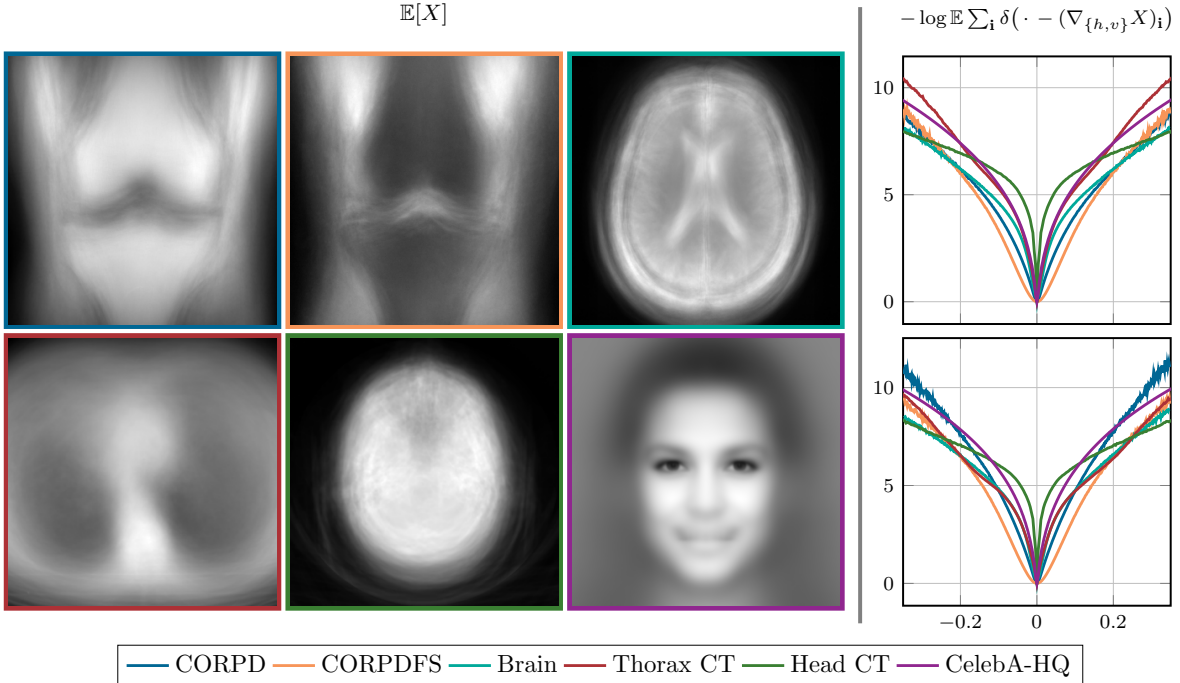 𝔼[X]
− log 𝔼 ∑ᵢ δ( · − (∇{h,v}X)ᵢ)
10
5
0
10
5
0
−0.2 0 0.2
CORPD CORPDFS Brain Thorax CT Head CT CelebA-HQ